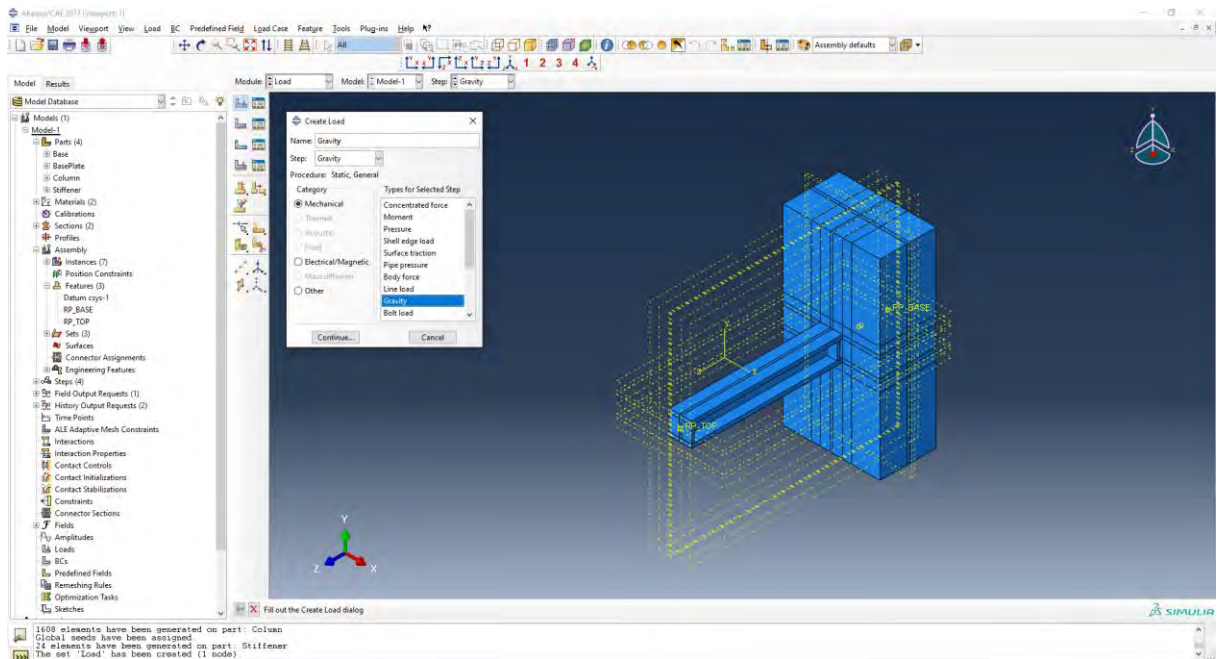 Abaqus/CAE 2017 [Viewport: 1]
File Model Viewport View Load BC Predefined Field Load Case Feature Tools Plug-ins Help
All
Assembly defaults
1 2 3 4
Model Results
Module: Load Model: Model-1 Step: Gravity
Model Database
Models (1)
Model-1
Parts (4)
Base
BasePlate
Column
Stiffener
Materials (2)
Calibrations
Sections (2)
Profiles
Assembly
Instances (7)
Position Constraints
Features (3)
Datum csys-1
RP_BASE
RP_TOP
Sets (3)
Surfaces
Connector Assignments
Engineering Features
Steps (4)
Field Output Requests (1)
History Output Requests (2)
Time Points
ALE Adaptive Mesh Constraints
Interactions
Interaction Properties
Contact Controls
Contact Initializations
Contact Stabilizations
Constraints
Connector Sections
Fields
Amplitudes
Loads
BCs
Predefined Fields
Remeshing Rules
Optimization Tasks
Sketches
Create Load
Name: Gravity
Step: Gravity
Procedure: Static, General
Category
Mechanical
Thermal
Acoustic
Fluid
Electrical/Magnetic
Mass diffusion
Other
Types for Selected Step
Concentrated force
Moment
Pressure
Shell edge load
Surface traction
Pipe pressure
Body force
Line load
Gravity
Bolt load
Continue...
Cancel
RP_BASE
RP_TOP
Y
Z
X
Fill out the Create Load dialog
SIMULIA
1608 elements have been generated on part: Column
Global seeds have been assigned.
24 elements have been generated on part: Stiffener
The set 'Load' has been created (1 node)